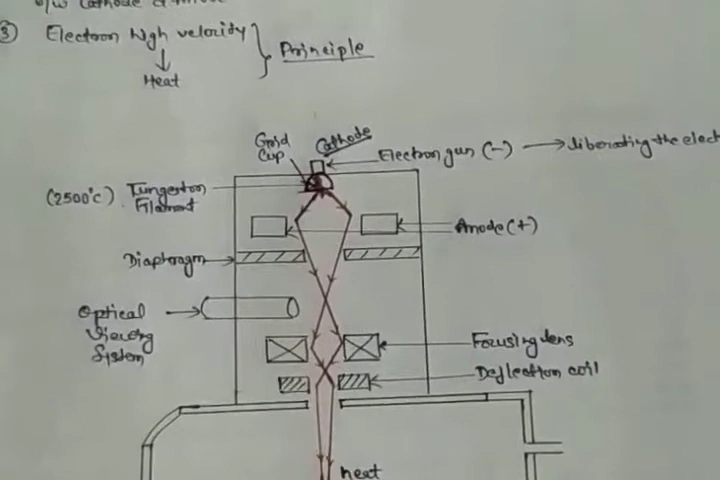 ③ Electron high velocity
Principle
Heat
Grid
Cup
Cathode
Electron gun (-) → liberating the elect
(2500°c) Tungeston
Filament
Anode (+)
Diaphragm
Optical
Viewing
System
Focusing lens
Deflection coil
heat